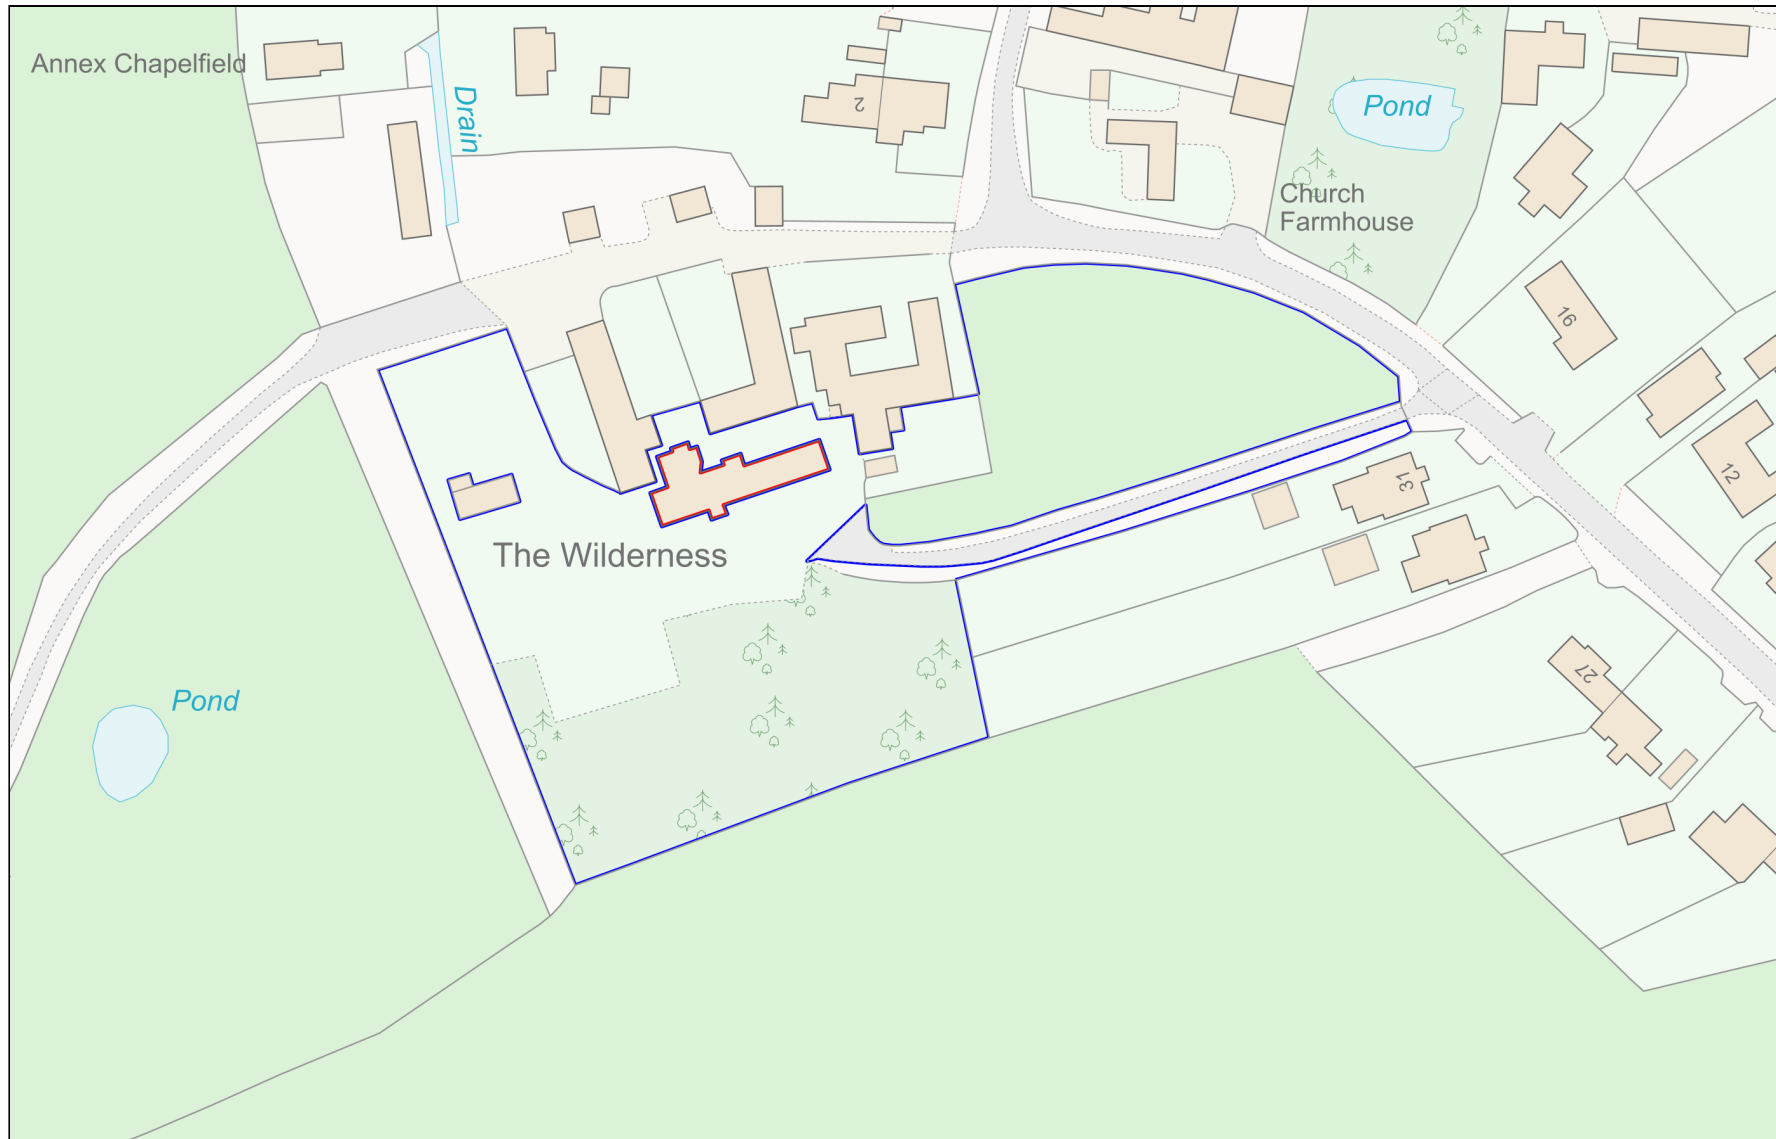 Annex Chapelfield
Drain
2
Pond
Church
Farmhouse
16
31
12
The Wilderness
27
Pond